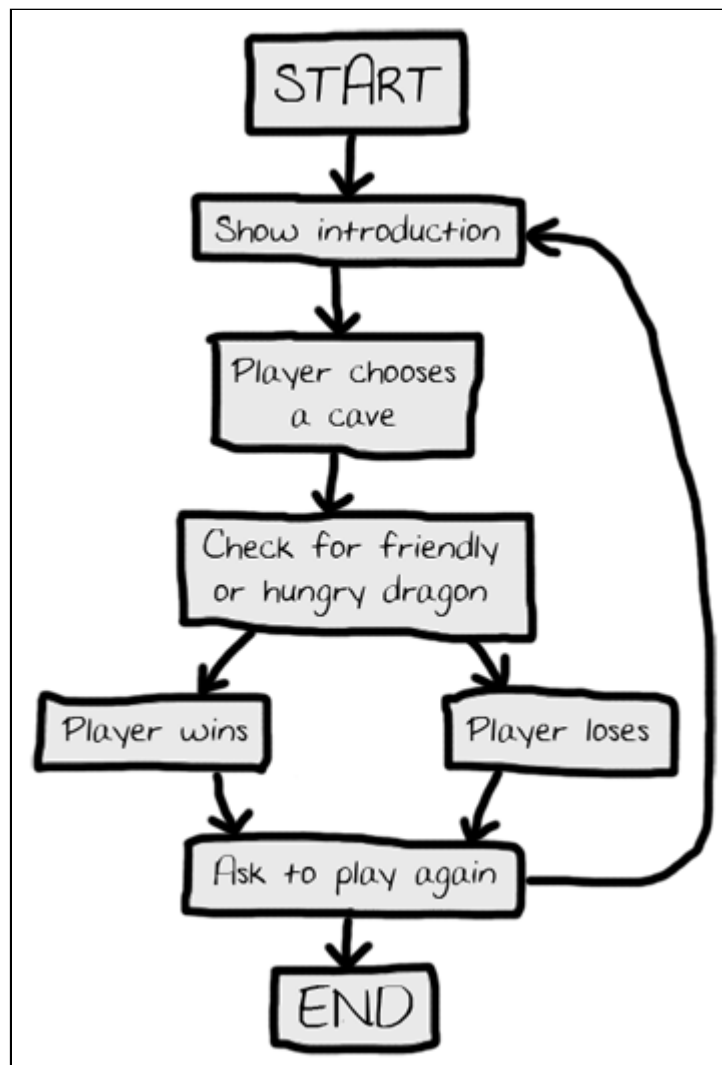 START
Show introduction
Player chooses
a cave
Check for friendly
or hungry dragon
Player wins
Player loses
Ask to play again
END